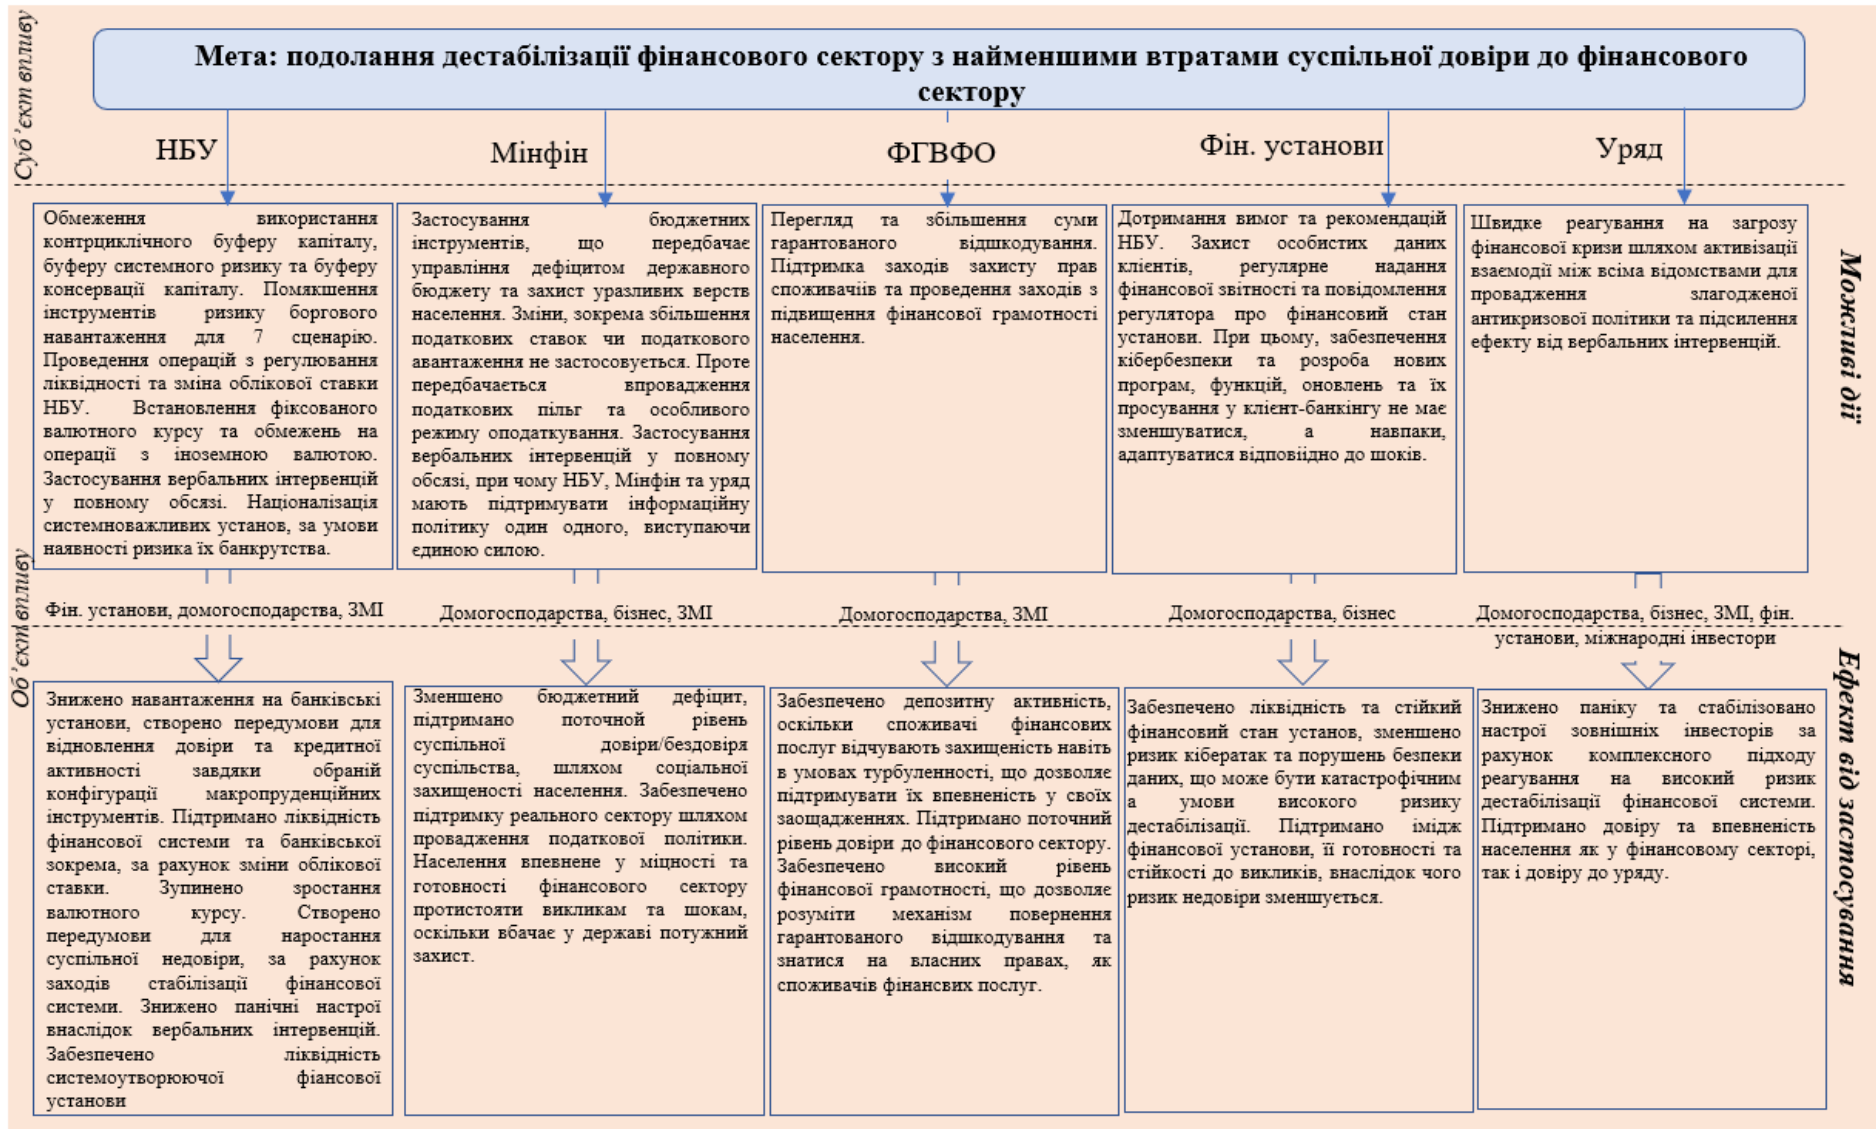 Суб’єкт впливу
Мета: подолання дестабілізації фінансового сектору з найменшими втратами суспільної довіри до фінансового
сектору
НБУ
Мінфін
ФГВФО
Фін. установи
Уряд
Можливі дії
Обмеження використання
контрциклічного буферу капіталу,
буферу системного ризику та буферу
консервації капіталу. Помякшення
інструментів ризику боргового
навантаження для 7 сценарію.
Проведення операцій з регулювання
ліквідності та зміна облікової ставки
НБУ. Встановлення фіксованого
валютного курсу та обмежень на
операції з іноземною валютою.
Застосування вербальних інтервенцій
у повному обсязі. Націоналізація
системноважливих установ, за умови
наявності ризика їх банкрутства.
Застосування бюджетних
інструментів, що передбачає
управління дефіцитом державного
бюджету та захист уразливих верств
населення. Зміни, зокрема збільшення
податкових ставок чи податкового
авантаження не застосовується. Проте
передбачається впровадження
податкових пільг та особливого
режиму оподаткування. Застосування
вербальних інтервенцій у повному
обсязі, при чому НБУ, Мінфін та уряд
мають підтримувати інформаційну
політику один одного, виступаючи
єдиною силою.
Перегляд та збільшення суми
гарантованого відшкодування.
Підтримка заходів захисту прав
споживачіів та проведення заходів з
підвищення фінансової грамотності
населення.
Дотримання вимог та рекомендацій
НБУ. Захист особистих даних
клієнтів, регулярне надання
фінансової звітності та повідомлення
регулятора про фінансовий стан
установи. При цьому, забезпечення
кібербезпеки та розроба нових
програм, функцій, оновлень та їх
просування у клієнт-банкінгу не має
зменшуватися, а навпаки,
адаптуватися відповіідно до шоків.
Швидке реагування на загрозу
фінансової кризи шляхом активізації
взаємодії між всіма відомствами для
провадження злагодженої
антикризової політики та підсилення
ефекту від вербальних інтервенцій.
Об’єкт впливу
Фін. установи, домогосподарства, ЗМІ
Домогосподарства, бізнес, ЗМІ
Домогосподарства, ЗМІ
Домогосподарства, бізнес
Домогосподарства, бізнес, ЗМІ, фін.
установи, міжнародні інвестори
Ефект від застосування
Знижено навантаження на банківські
установи, створено передумови для
відновлення довіри та кредитної
активності завдяки обраній
конфігурації макропруденційних
інструментів. Підтримано ліквідність
фінансової системи та банківської
зокрема, за рахунок зміни облікової
ставки. Зупинено зростання
валютного курсу. Створено
передумови для наростання
суспільної недовіри, за рахунок
заходів стабілізації фінансової
системи. Знижено панічні настрої
внаслідок вербальних інтервенцій.
Забезпечено ліквідність
системоутворюючої фіансової
установи
Зменшено бюджетний дефіцит,
підтримано поточной рівень
суспільної довіри/бездовіря
суспільства, шляхом соціальної
захищеності населення. Забезпечено
підтримку реального сектору шляхом
провадження податкової політики.
Населення впевнене у міцності та
готовності фінансового сектору
протистояти викликам та шокам,
оскільки вбачає у державі потужний
захист.
Забезпечено депозитну активність,
оскільки споживачі фінансових
послуг відчувають захищеність навіть
в умовах турбуленності, що дозволяє
підтримувати їх впевненість у своїх
заощадженнях. Підтримано поточний
рівень довіри до фінансового сектору.
Забезпечено високий рівень
фінансової грамотності, що дозволяє
розуміти механізм повернення
гарантованого відшкодування та
знатися на власних правах, як
споживачів фінансвих послуг.
Забезпечено ліквідність та стійкий
фінансовий стан установ, зменшено
ризик кібератак та порушень безпеки
даних, що може бути катастрофічним
а умови високого ризику
дестабілізації. Підтримано імідж
фінансової установи, її готовності та
стійкості до викликів, внаслідок чого
ризик недовіри зменшується.
Знижено паніку та стабілізовано
настрої зовнішніх інвесторів за
рахунок комплексного підходу
реагування на високий ризик
дестабілізації фінансової системи.
Підтримано довіру та впевненість
населення як у фінансовому секторі,
так і довіру до уряду.